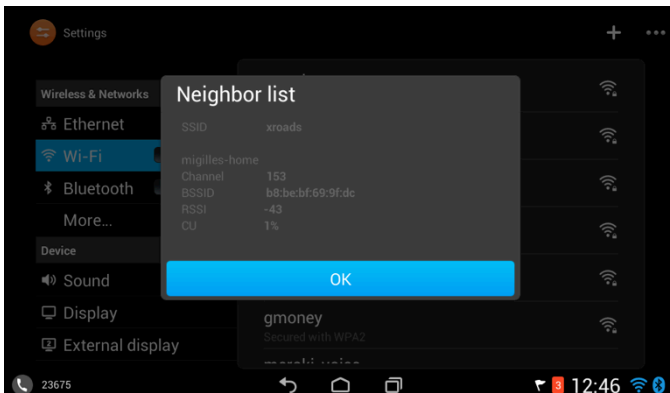 Settings
Wireless & Networks
Ethernet
Wi-Fi
Bluetooth
More...
Device
Sound
Display
External display
Neighbor list
SSID xroads
migilles-home
Channel 153
BSSID b8:be:bf:69:9f:dc
RSSI -43
CU 1%
OK
gmoney
Secured with WPA2
23675
3
12:46